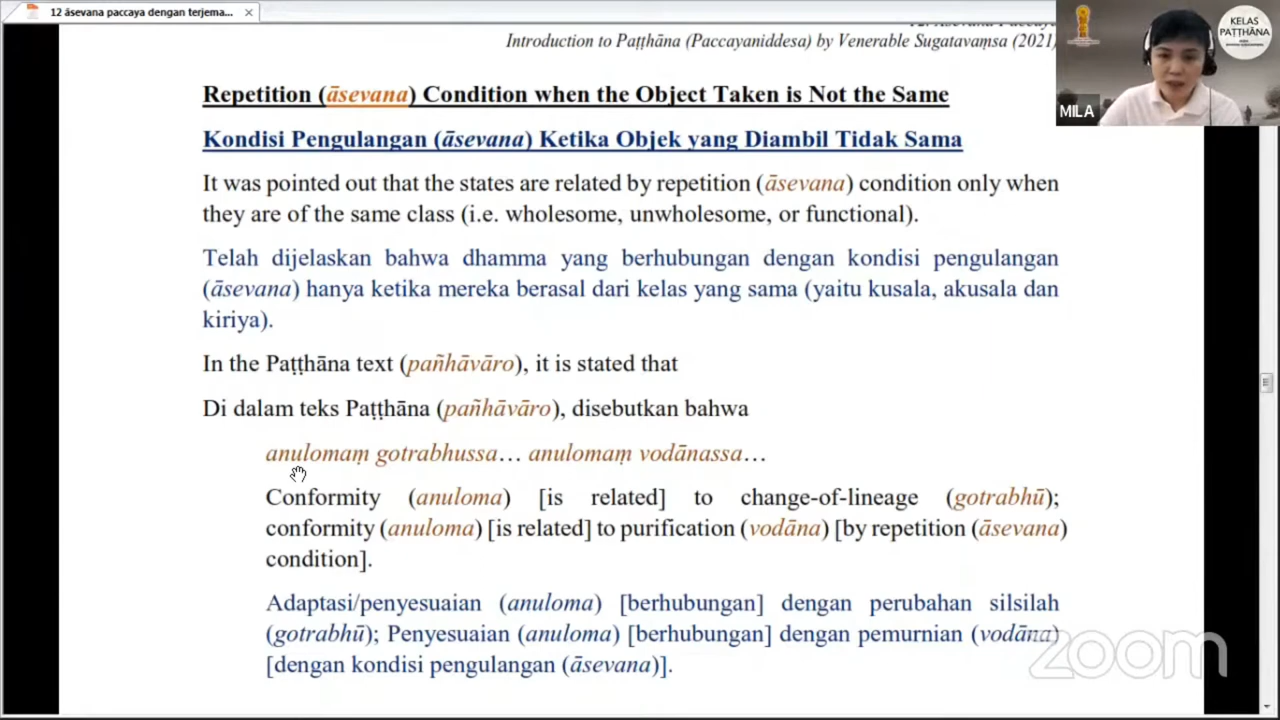 12 āsevana paccaya dengan terjema...
Introduction to Paṭṭhāna (Paccayaniddesa) by Venerable Sugatavaṃsa (2021)
KELAS
PAṬṬHĀNA
MILA
Repetition (āsevana) Condition when the Object Taken is Not the Same
Kondisi Pengulangan (āsevana) Ketika Objek yang Diambil Tidak Sama
It was pointed out that the states are related by repetition (āsevana) condition only when
they are of the same class (i.e. wholesome, unwholesome, or functional).
Telah dijelaskan bahwa dhamma yang berhubungan dengan kondisi pengulangan
(āsevana) hanya ketika mereka berasal dari kelas yang sama (yaitu kusala, akusala dan
kiriya).
In the Paṭṭhāna text (pañhāvāro), it is stated that
Di dalam teks Paṭṭhāna (pañhāvāro), disebutkan bahwa
anulomaṃ gotrabhussa… anulomaṃ vodānassa…
Conformity (anuloma) [is related] to change-of-lineage (gotrabhū);
conformity (anuloma) [is related] to purification (vodāna) [by repetition (āsevana)
condition].
Adaptasi/penyesuaian (anuloma) [berhubungan] dengan perubahan silsilah
(gotrabhū); Penyesuaian (anuloma) [berhubungan] dengan pemurnian (vodāna)
[dengan kondisi pengulangan (āsevana)].
zoom